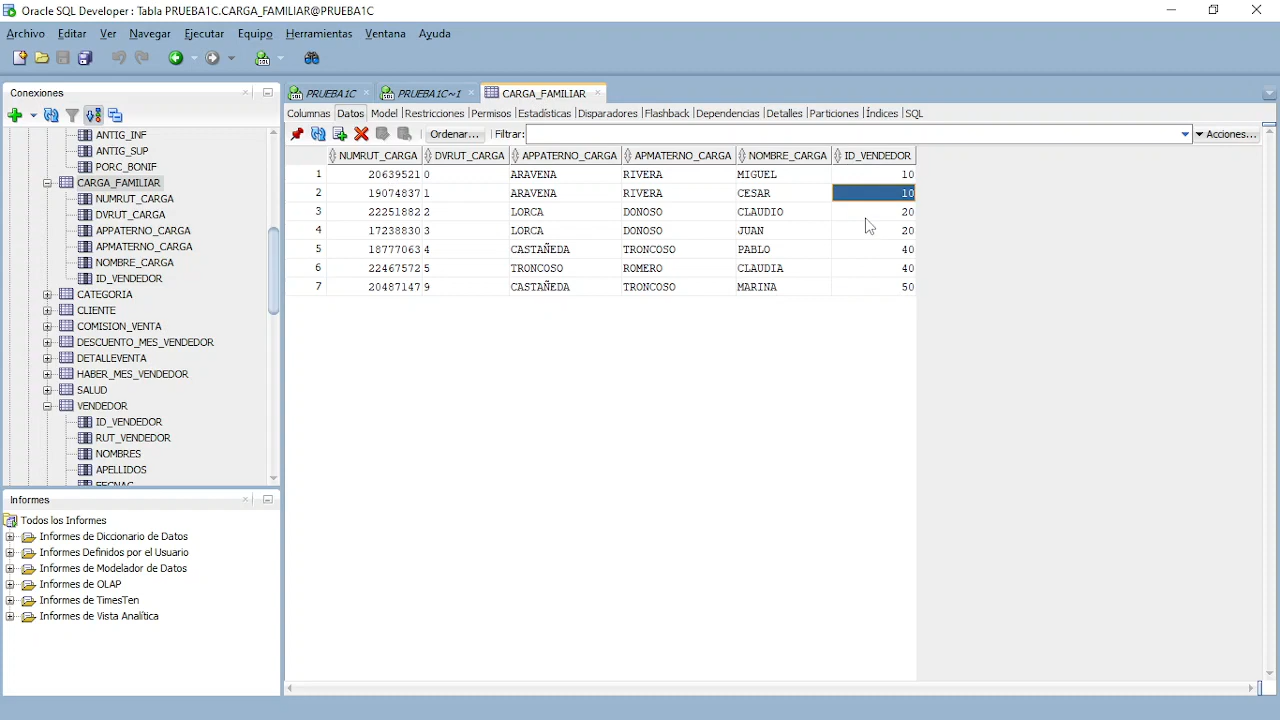 Oracle SQL Developer : Tabla PRUEBA1C.CARGA_FAMILIAR@PRUEBA1C
Archivo Editar Ver Navegar Ejecutar Equipo Herramientas Ventana Ayuda
Conexiones
ANTIG_INF
ANTIG_SUP
PORC_BONIF
CARGA_FAMILIAR
NUMRUT_CARGA
DVRUT_CARGA
APPATERNO_CARGA
APMATERNO_CARGA
NOMBRE_CARGA
ID_VENDEDOR
CATEGORIA
CLIENTE
COMISION_VENTA
DESCUENTO_MES_VENDEDOR
DETALLEVENTA
HABER_MES_VENDEDOR
SALUD
VENDEDOR
ID_VENDEDOR
RUT_VENDEDOR
NOMBRES
APELLIDOS
FECNAC
Informes
Todos los Informes
Informes de Diccionario de Datos
Informes Definidos por el Usuario
Informes de Modelador de Datos
Informes de OLAP
Informes de TimesTen
Informes de Vista Analítica
PRUEBA1C PRUEBA1C~1 CARGA_FAMILIAR
Columnas Datos Model Restricciones Permisos Estadísticas Disparadores Flashback Dependencias Detalles Particiones Índices SQL
Ordenar... Filtrar: Acciones...
NUMRUT_CARGA DVRUT_CARGA APPATERNO_CARGA APMATERNO_CARGA NOMBRE_CARGA ID_VENDEDOR
1 20639521 0 ARAVENA RIVERA MIGUEL 10
2 19074837 1 ARAVENA RIVERA CESAR 10
3 22251882 2 LORCA DONOSO CLAUDIO 20
4 17238830 3 LORCA DONOSO JUAN 20
5 18777063 4 CASTAÑEDA TRONCOSO PABLO 40
6 22467572 5 TRONCOSO ROMERO CLAUDIA 40
7 20487147 9 CASTAÑEDA TRONCOSO MARINA 50